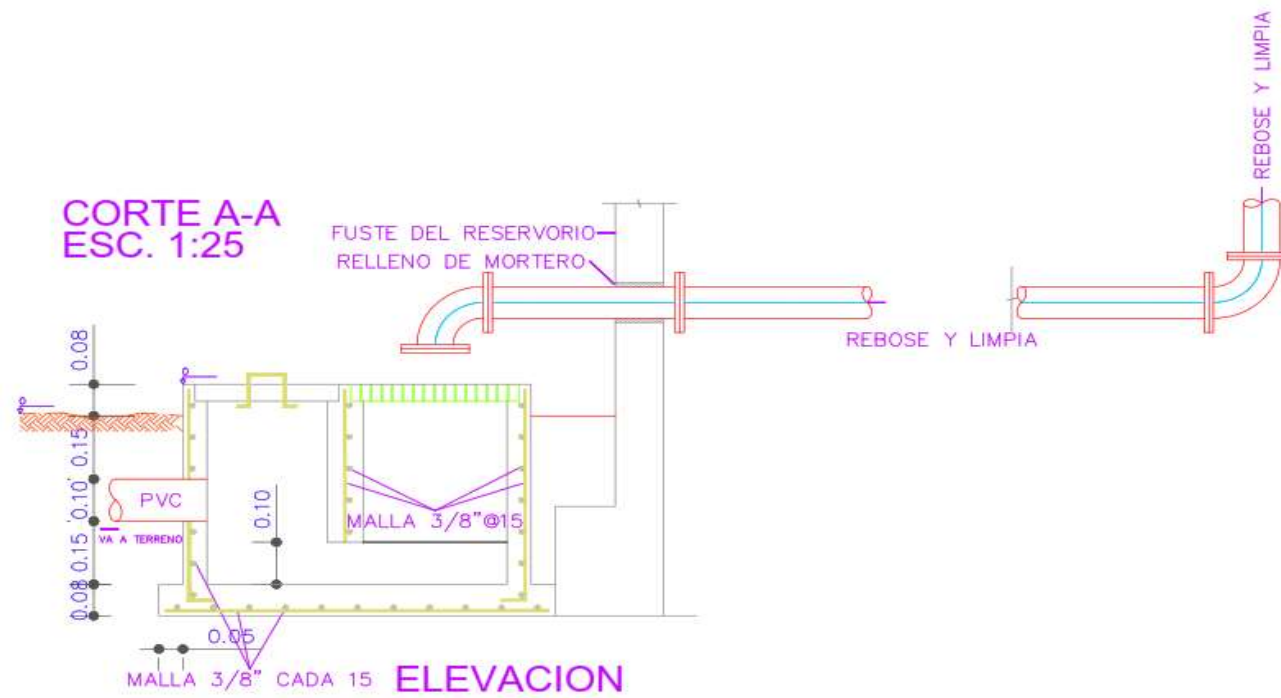 REBOSE Y LIMPIA
CORTE A-A
ESC. 1:25
FUSTE DEL RESERVORIO
RELLENO DE MORTERO
REBOSE Y LIMPIA
0.08
0.15
0.10
0.15
0.08
PVC
VA A TERRENO
0.10
MALLA 3/8"@15
0.05
MALLA 3/8" CADA 15
ELEVACION